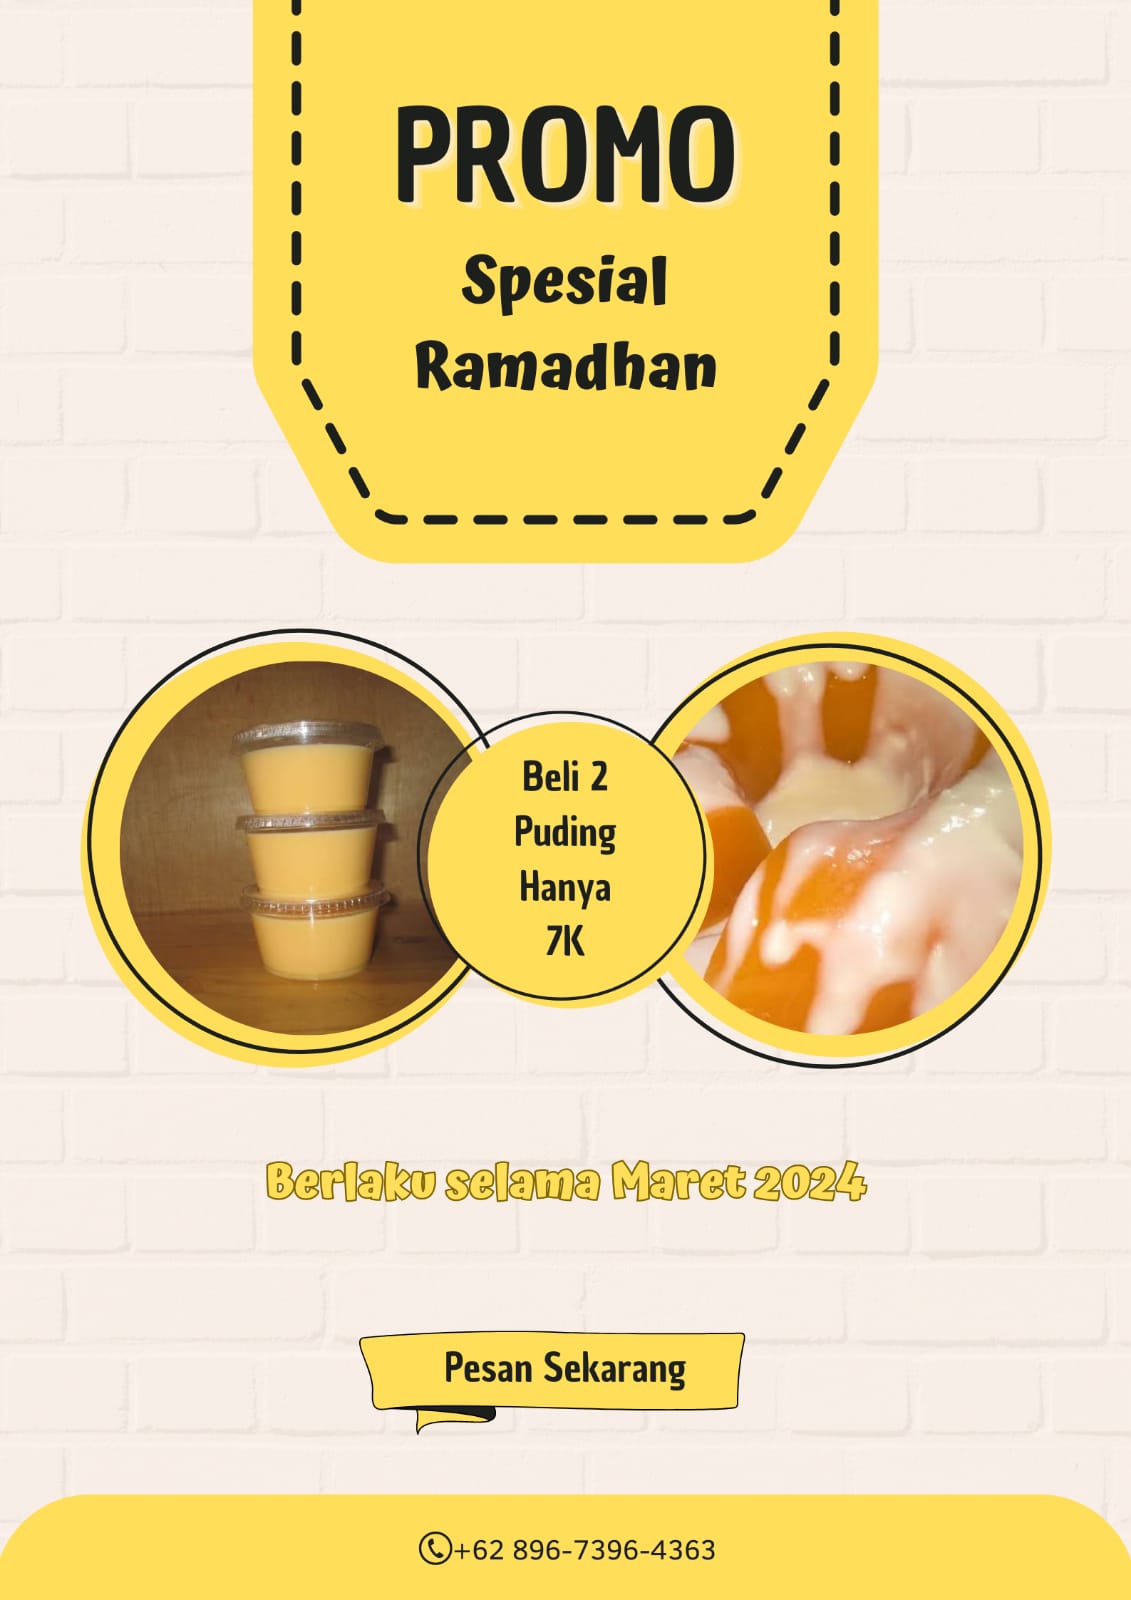 PROMO
Spesial
Ramadhan
Beli 2
Puding
Hanya
7K
Berlaku selama Maret 2024
Pesan Sekarang
+62 896-7396-4363